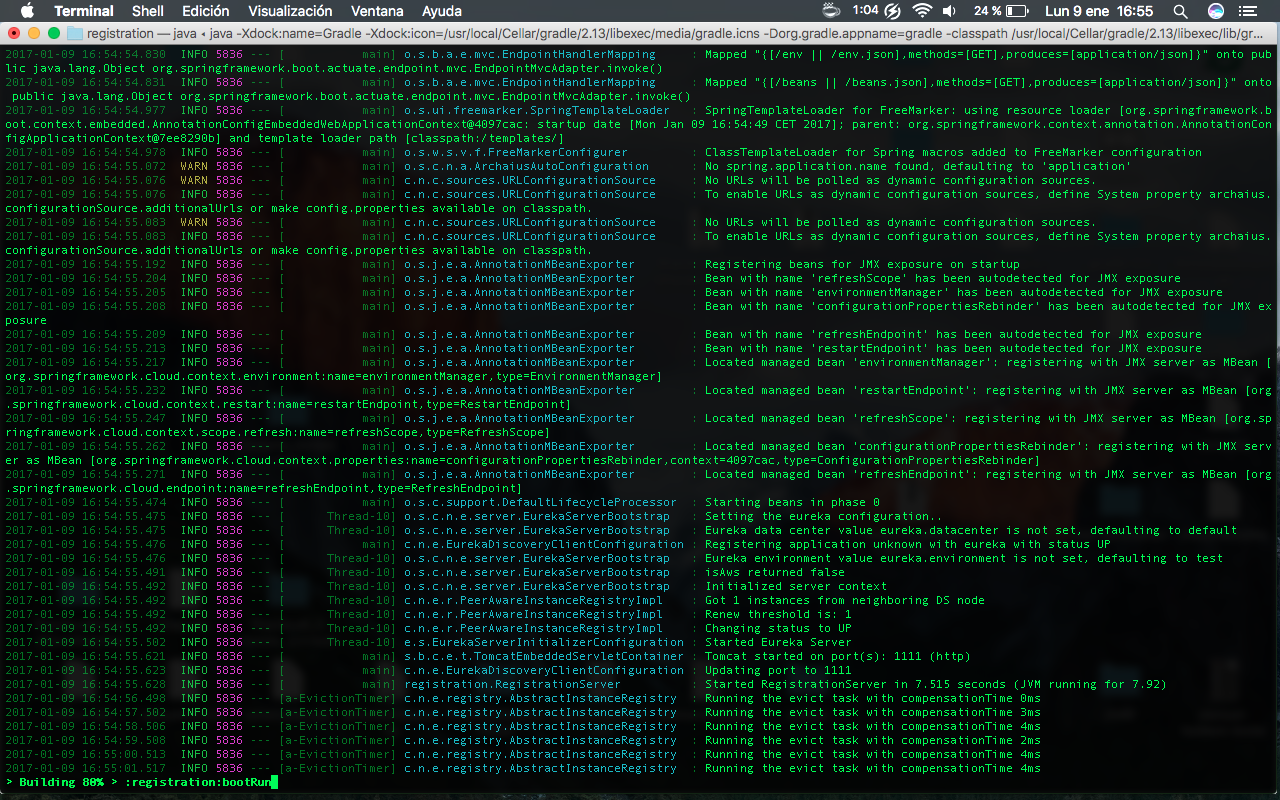 Terminal Shell Edición Visualización Ventana Ayuda 1:04 24 % Lun 9 ene 16:55
registration — java ‹ java -Xdock:name=Gradle -Xdock:icon=/usr/local/Cellar/gradle/2.13/libexec/media/gradle.icns -Dorg.gradle.appname=gradle -classpath /usr/local/Cellar/gradle/2.13/libexec/lib/gr…
2017-01-09 16:54:54.830 INFO 5836 --- [ main] o.s.b.a.e.mvc.EndpointHandlerMapping : Mapped "{[/env || /env.json],methods=[GET],produces=[application/json]}" onto pub
lic java.lang.Object org.springframework.boot.actuate.endpoint.mvc.EndpointMvcAdapter.invoke()
2017-01-09 16:54:54.831 INFO 5836 --- [ main] o.s.b.a.e.mvc.EndpointHandlerMapping : Mapped "{[/beans || /beans.json],methods=[GET],produces=[application/json]}" onto
public java.lang.Object org.springframework.boot.actuate.endpoint.mvc.EndpointMvcAdapter.invoke()
2017-01-09 16:54:54.977 INFO 5836 --- [ main] o.s.ui.freemarker.SpringTemplateLoader : SpringTemplateLoader for FreeMarker: using resource loader [org.springframework.b
oot.context.embedded.AnnotationConfigEmbeddedWebApplicationContext@4097cac: startup date [Mon Jan 09 16:54:49 CET 2017]; parent: org.springframework.context.annotation.AnnotationCon
figApplicationContext@7ee8290b] and template loader path [classpath:/templates/]
2017-01-09 16:54:54.978 INFO 5836 --- [ main] o.s.w.s.v.f.FreeMarkerConfigurer : ClassTemplateLoader for Spring macros added to FreeMarker configuration
2017-01-09 16:54:55.072 WARN 5836 --- [ main] o.s.c.n.a.ArchaiusAutoConfiguration : No spring.application.name found, defaulting to 'application'
2017-01-09 16:54:55.076 WARN 5836 --- [ main] c.n.c.sources.URLConfigurationSource : No URLs will be polled as dynamic configuration sources.
2017-01-09 16:54:55.076 INFO 5836 --- [ main] c.n.c.sources.URLConfigurationSource : To enable URLs as dynamic configuration sources, define System property archaius.
configurationSource.additionalUrls or make config.properties available on classpath.
2017-01-09 16:54:55.083 WARN 5836 --- [ main] c.n.c.sources.URLConfigurationSource : No URLs will be polled as dynamic configuration sources.
2017-01-09 16:54:55.083 INFO 5836 --- [ main] c.n.c.sources.URLConfigurationSource : To enable URLs as dynamic configuration sources, define System property archaius.
configurationSource.additionalUrls or make config.properties available on classpath.
2017-01-09 16:54:55.192 INFO 5836 --- [ main] o.s.j.e.a.AnnotationMBeanExporter : Registering beans for JMX exposure on startup
2017-01-09 16:54:55.204 INFO 5836 --- [ main] o.s.j.e.a.AnnotationMBeanExporter : Bean with name 'refreshScope' has been autodetected for JMX exposure
2017-01-09 16:54:55.205 INFO 5836 --- [ main] o.s.j.e.a.AnnotationMBeanExporter : Bean with name 'environmentManager' has been autodetected for JMX exposure
2017-01-09 16:54:55.208 INFO 5836 --- [ main] o.s.j.e.a.AnnotationMBeanExporter : Bean with name 'configurationPropertiesRebinder' has been autodetected for JMX ex
posure
2017-01-09 16:54:55.209 INFO 5836 --- [ main] o.s.j.e.a.AnnotationMBeanExporter : Bean with name 'refreshEndpoint' has been autodetected for JMX exposure
2017-01-09 16:54:55.213 INFO 5836 --- [ main] o.s.j.e.a.AnnotationMBeanExporter : Bean with name 'restartEndpoint' has been autodetected for JMX exposure
2017-01-09 16:54:55.217 INFO 5836 --- [ main] o.s.j.e.a.AnnotationMBeanExporter : Located managed bean 'environmentManager': registering with JMX server as MBean [
org.springframework.cloud.context.environment:name=environmentManager,type=EnvironmentManager]
2017-01-09 16:54:55.232 INFO 5836 --- [ main] o.s.j.e.a.AnnotationMBeanExporter : Located managed bean 'restartEndpoint': registering with JMX server as MBean [org
.springframework.cloud.context.restart:name=restartEndpoint,type=RestartEndpoint]
2017-01-09 16:54:55.247 INFO 5836 --- [ main] o.s.j.e.a.AnnotationMBeanExporter : Located managed bean 'refreshScope': registering with JMX server as MBean [org.sp
ringframework.cloud.context.scope.refresh:name=refreshScope,type=RefreshScope]
2017-01-09 16:54:55.262 INFO 5836 --- [ main] o.s.j.e.a.AnnotationMBeanExporter : Located managed bean 'configurationPropertiesRebinder': registering with JMX serv
er as MBean [org.springframework.cloud.context.properties:name=configurationPropertiesRebinder,context=4097cac,type=ConfigurationPropertiesRebinder]
2017-01-09 16:54:55.271 INFO 5836 --- [ main] o.s.j.e.a.AnnotationMBeanExporter : Located managed bean 'refreshEndpoint': registering with JMX server as MBean [org
.springframework.cloud.endpoint:name=refreshEndpoint,type=RefreshEndpoint]
2017-01-09 16:54:55.474 INFO 5836 --- [ main] o.s.c.support.DefaultLifecycleProcessor : Starting beans in phase 0
2017-01-09 16:54:55.475 INFO 5836 --- [ Thread-10] o.s.c.n.e.server.EurekaServerBootstrap : Setting the eureka configuration..
2017-01-09 16:54:55.475 INFO 5836 --- [ Thread-10] o.s.c.n.e.server.EurekaServerBootstrap : Eureka data center value eureka.datacenter is not set, defaulting to default
2017-01-09 16:54:55.476 INFO 5836 --- [ main] c.n.e.EurekaDiscoveryClientConfiguration : Registering application unknown with eureka with status UP
2017-01-09 16:54:55.476 INFO 5836 --- [ Thread-10] o.s.c.n.e.server.EurekaServerBootstrap : Eureka environment value eureka.environment is not set, defaulting to test
2017-01-09 16:54:55.491 INFO 5836 --- [ Thread-10] o.s.c.n.e.server.EurekaServerBootstrap : isAws returned false
2017-01-09 16:54:55.492 INFO 5836 --- [ Thread-10] o.s.c.n.e.server.EurekaServerBootstrap : Initialized server context
2017-01-09 16:54:55.492 INFO 5836 --- [ Thread-10] c.n.e.r.PeerAwareInstanceRegistryImpl : Got 1 instances from neighboring DS node
2017-01-09 16:54:55.492 INFO 5836 --- [ Thread-10] c.n.e.r.PeerAwareInstanceRegistryImpl : Renew threshold is: 1
2017-01-09 16:54:55.492 INFO 5836 --- [ Thread-10] c.n.e.r.PeerAwareInstanceRegistryImpl : Changing status to UP
2017-01-09 16:54:55.502 INFO 5836 --- [ Thread-10] e.s.EurekaServerInitializerConfiguration : Started Eureka Server
2017-01-09 16:54:55.621 INFO 5836 --- [ main] s.b.c.e.t.TomcatEmbeddedServletContainer : Tomcat started on port(s): 1111 (http)
2017-01-09 16:54:55.623 INFO 5836 --- [ main] c.n.e.EurekaDiscoveryClientConfiguration : Updating port to 1111
2017-01-09 16:54:55.628 INFO 5836 --- [ main] registration.RegistrationServer : Started RegistrationServer in 7.515 seconds (JVM running for 7.92)
2017-01-09 16:54:56.498 INFO 5836 --- [a-EvictionTimer] c.n.e.registry.AbstractInstanceRegistry : Running the evict task with compensationTime 0ms
2017-01-09 16:54:57.502 INFO 5836 --- [a-EvictionTimer] c.n.e.registry.AbstractInstanceRegistry : Running the evict task with compensationTime 3ms
2017-01-09 16:54:58.506 INFO 5836 --- [a-EvictionTimer] c.n.e.registry.AbstractInstanceRegistry : Running the evict task with compensationTime 4ms
2017-01-09 16:54:59.508 INFO 5836 --- [a-EvictionTimer] c.n.e.registry.AbstractInstanceRegistry : Running the evict task with compensationTime 2ms
2017-01-09 16:55:00.513 INFO 5836 --- [a-EvictionTimer] c.n.e.registry.AbstractInstanceRegistry : Running the evict task with compensationTime 4ms
2017-01-09 16:55:01.517 INFO 5836 --- [a-EvictionTimer] c.n.e.registry.AbstractInstanceRegistry : Running the evict task with compensationTime 4ms
> Building 80% > :registration:bootRun